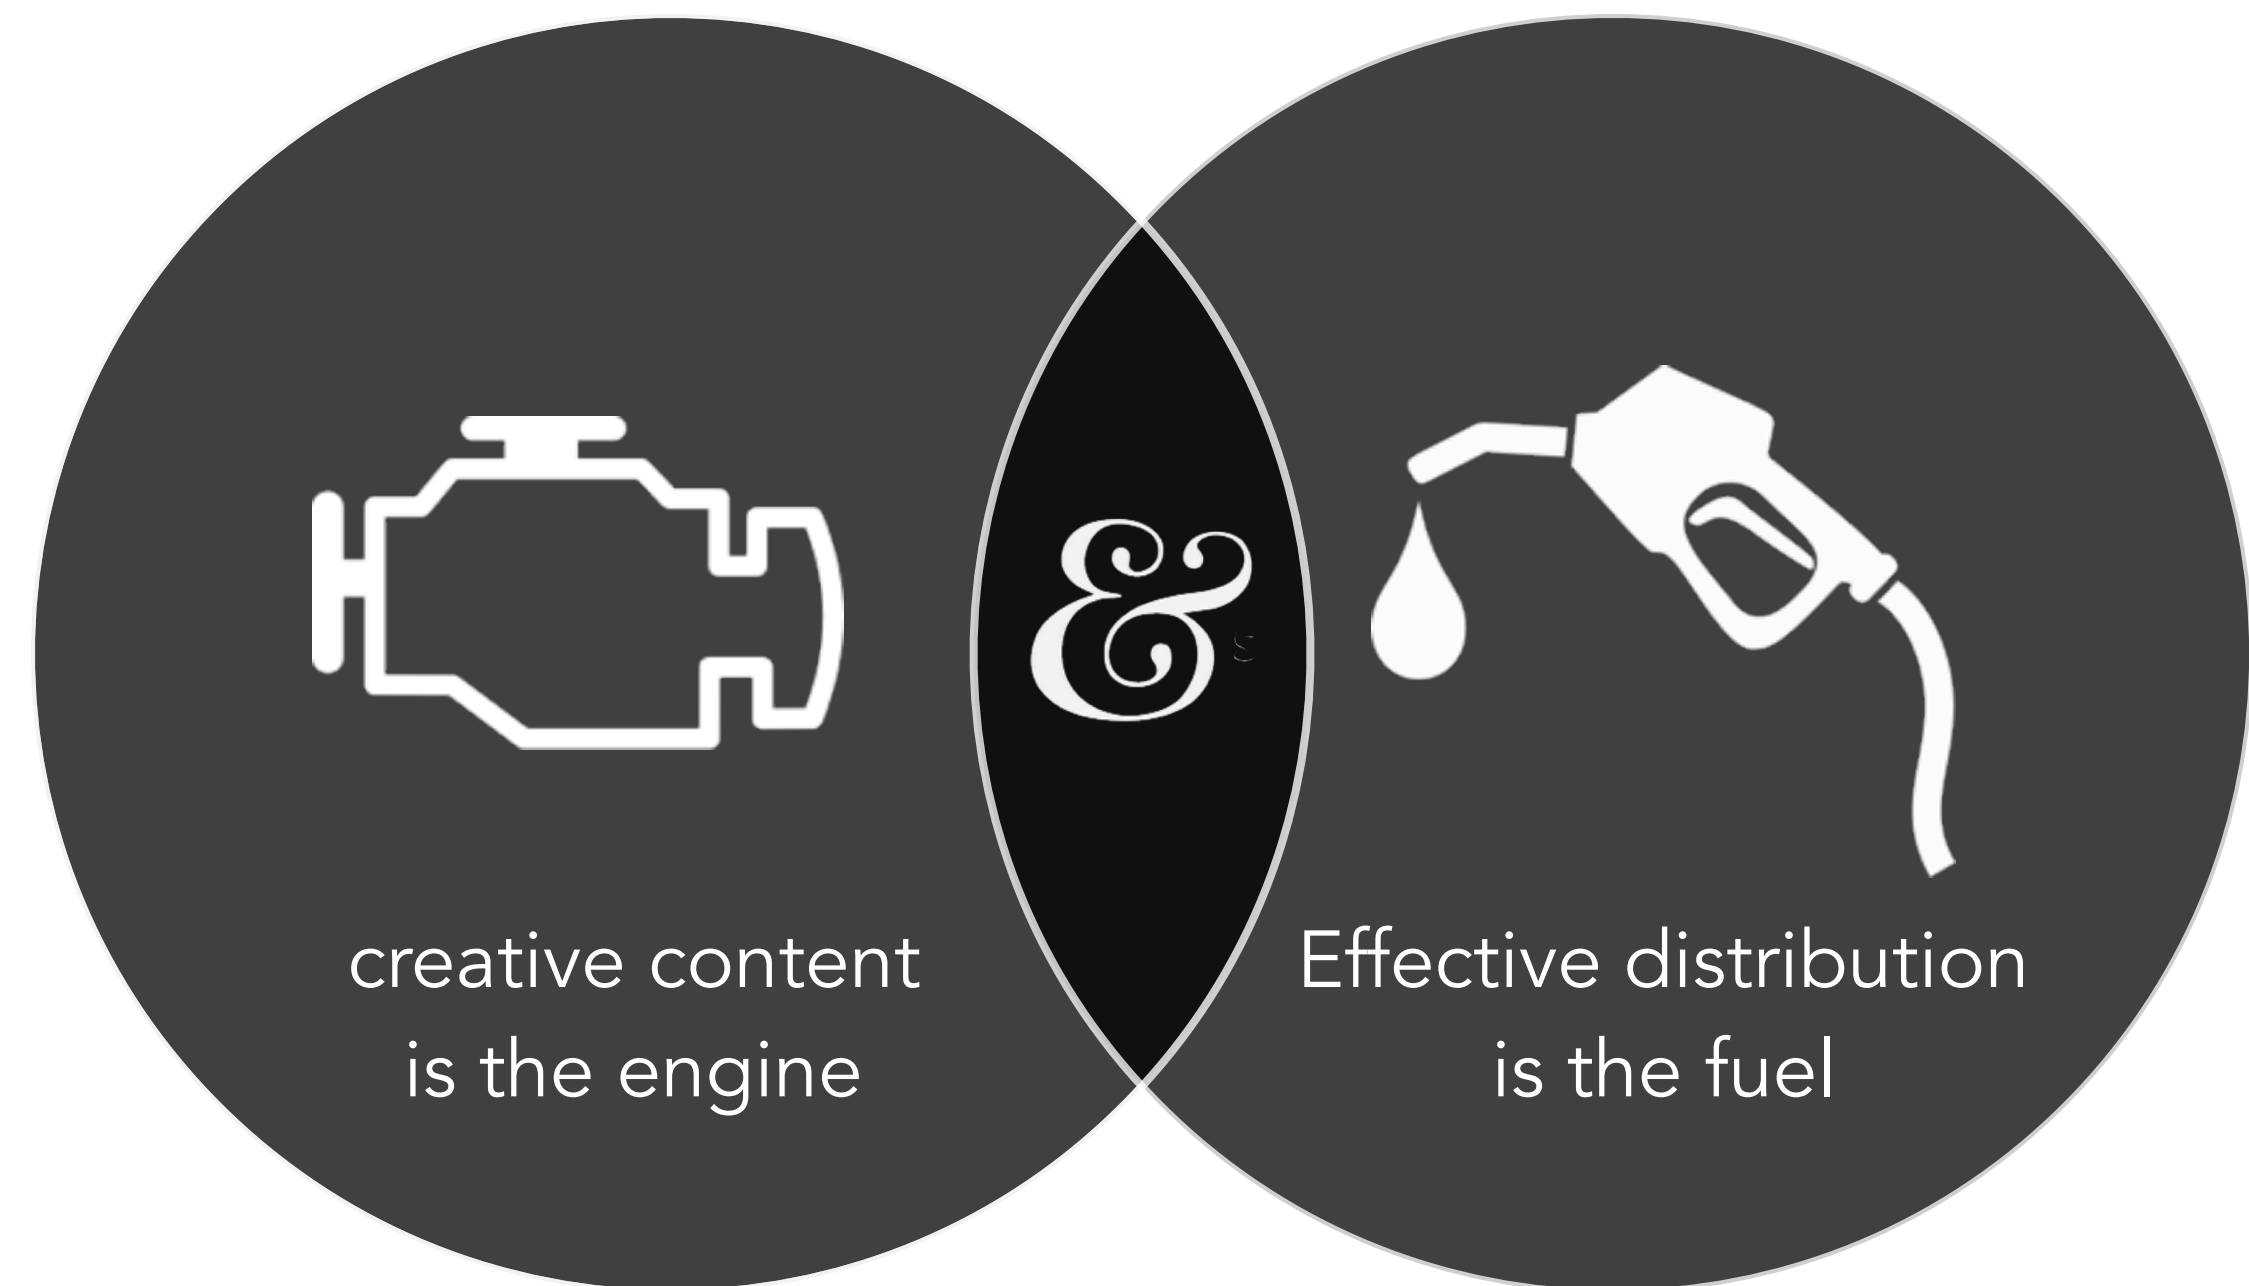 creative content
is the engine
&
Effective distribution
is the fuel